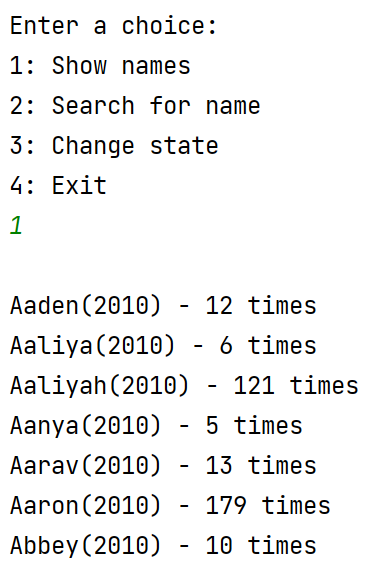 Enter a choice:
1: Show names
2: Search for name
3: Change state
4: Exit
1
Aaden(2010) - 12 times
Aaliya(2010) - 6 times
Aaliyah(2010) - 121 times
Aanya(2010) - 5 times
Aarav(2010) - 13 times
Aaron(2010) - 179 times
Abbey(2010) - 10 times